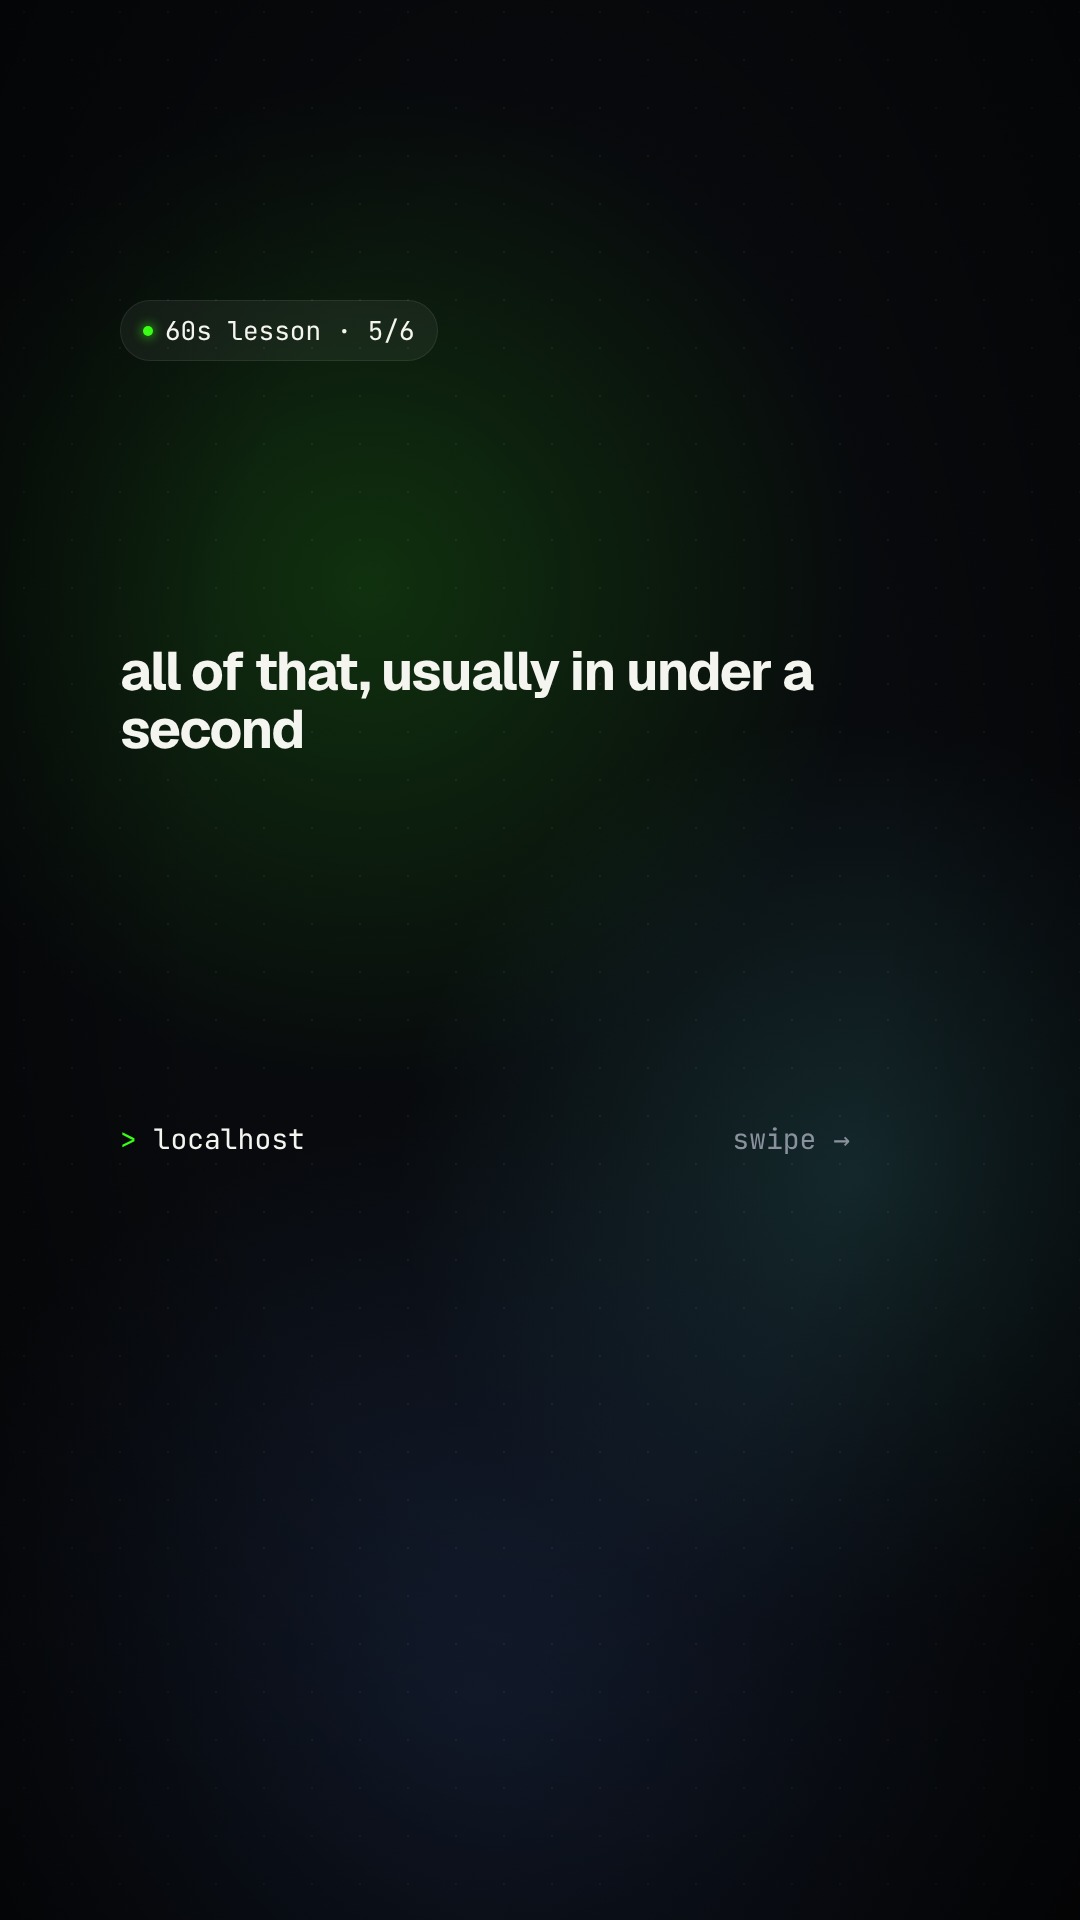 60s lesson · 5/6
all of that, usually in under a
second
> localhost
swipe →